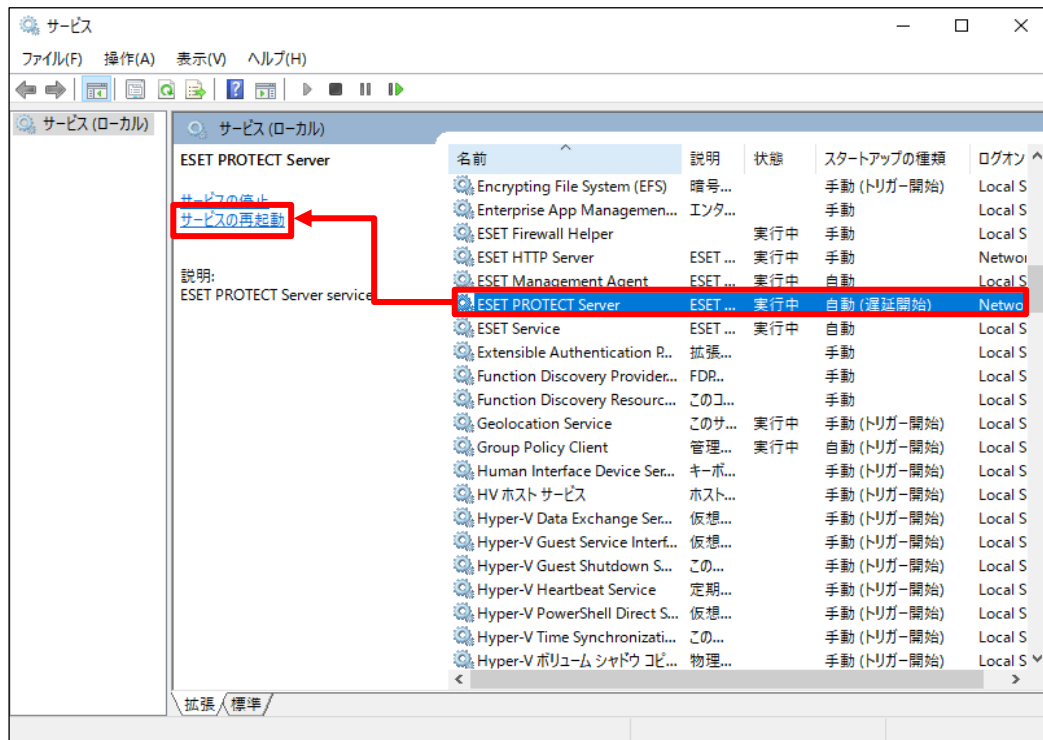 サービス
ファイル(F) 操作(A) 表示(V) ヘルプ(H)
サービス (ローカル)
サービス (ローカル)
ESET PROTECT Server
サービスの停止
サービスの再起動
説明:
ESET PROTECT Server service
名前 説明 状態 スタートアップの種類 ログオン
Encrypting File System (EFS) 暗号... 手動 (トリガー開始) Local S
Enterprise App Managemen... エンタ... 手動 Local S
ESET Firewall Helper 実行中 手動 Local S
ESET HTTP Server ESET ... 実行中 手動 Networ
ESET Management Agent ESET ... 実行中 自動 Local S
ESET PROTECT Server ESET ... 実行中 自動 (遅延開始) Netwo
ESET Service ESET ... 実行中 自動 Local S
Extensible Authentication P... 拡張... 手動 Local S
Function Discovery Provider... FDP... 手動 Local S
Function Discovery Resourc... このコ... 手動 Local S
Geolocation Service このサ... 実行中 手動 (トリガー開始) Local S
Group Policy Client 管理... 実行中 自動 (トリガー開始) Local S
Human Interface Device Ser... キーボ... 手動 (トリガー開始) Local S
HV ホスト サービス ホスト... 手動 (トリガー開始) Local S
Hyper-V Data Exchange Ser... 仮想... 手動 (トリガー開始) Local S
Hyper-V Guest Service Interf... 仮想... 手動 (トリガー開始) Local S
Hyper-V Guest Shutdown S... この... 手動 (トリガー開始) Local S
Hyper-V Heartbeat Service 定期... 手動 (トリガー開始) Local S
Hyper-V PowerShell Direct S... 仮想... 手動 (トリガー開始) Local S
Hyper-V Time Synchronizati... この... 手動 (トリガー開始) Local S
Hyper-V ボリューム シャドウ コピ... 物理... 手動 (トリガー開始) Local S
拡張 標準